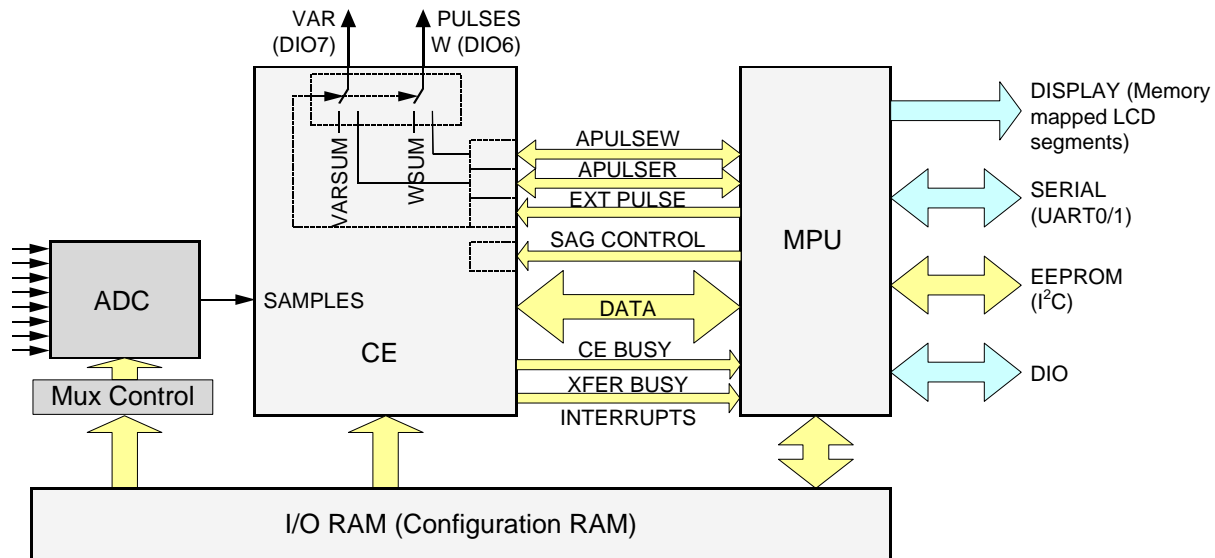 VAR
(DIO7)
PULSES
W (DIO6)
VARSUM
WSUM
APULSEW
APULSER
EXT PULSE
SAG CONTROL
DATA
CE BUSY
XFER BUSY
INTERRUPTS
SAMPLES
CE
ADC
Mux Control
MPU
DISPLAY (Memory
mapped LCD
segments)
SERIAL
(UART0/1)
EEPROM
(I²C)
DIO
I/O RAM (Configuration RAM)